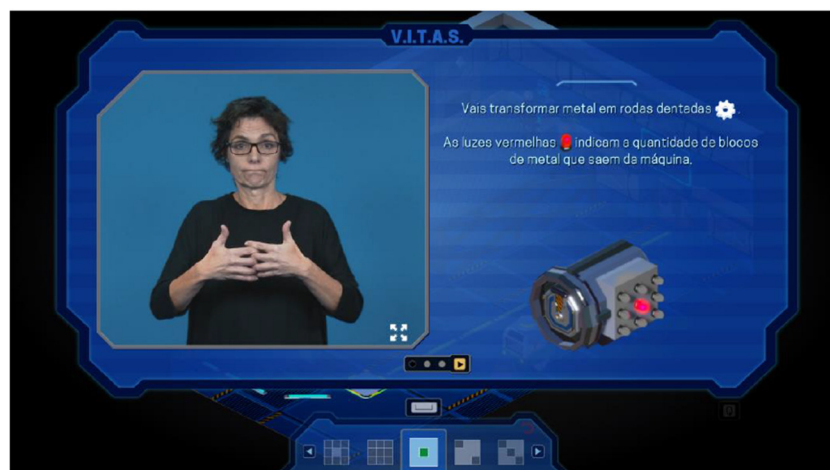 V.I.T.A.S.
Vais transformar metal em rodas dentadas
As luzes vermelhas indicam a quantidade de blocos
de metal que saem da máquina.